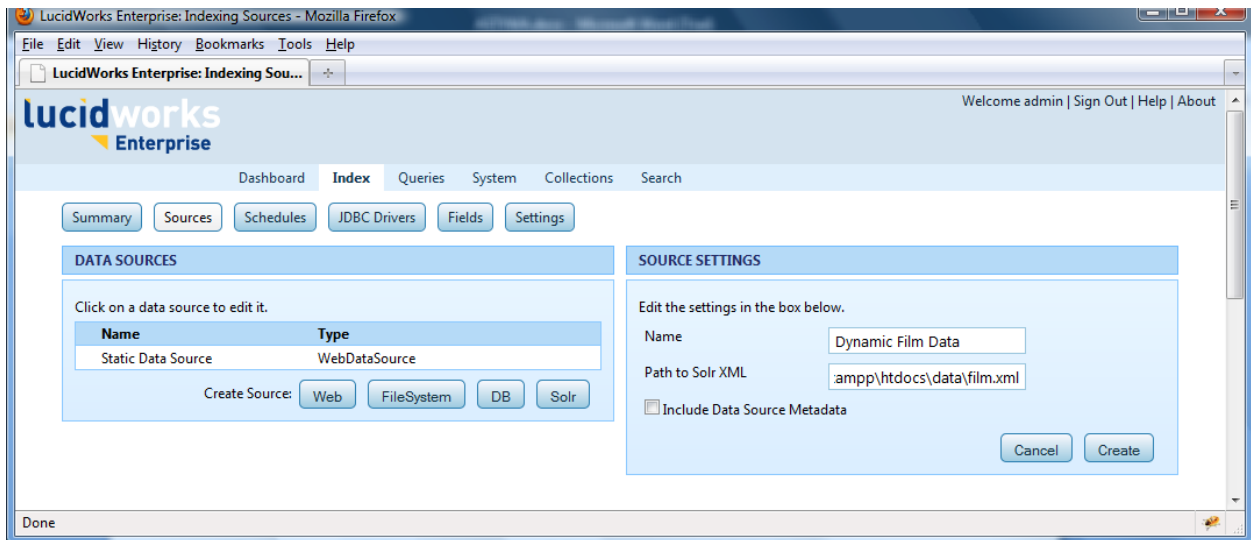 LucidWorks Enterprise: Indexing Sources - Mozilla Firefox
File Edit View History Bookmarks Tools Help
LucidWorks Enterprise: Indexing Sou...
lucidworks
Enterprise
Welcome admin | Sign Out | Help | About
Dashboard Index Queries System Collections Search
Summary Sources Schedules JDBC Drivers Fields Settings
DATA SOURCES
Click on a data source to edit it.
Name Type
Static Data Source WebDataSource
Create Source: Web FileSystem DB Solr
SOURCE SETTINGS
Edit the settings in the box below.
Name Dynamic Film Data
Path to Solr XML :ampp\htdocs\data\film.xml
Include Data Source Metadata
Cancel Create
Done